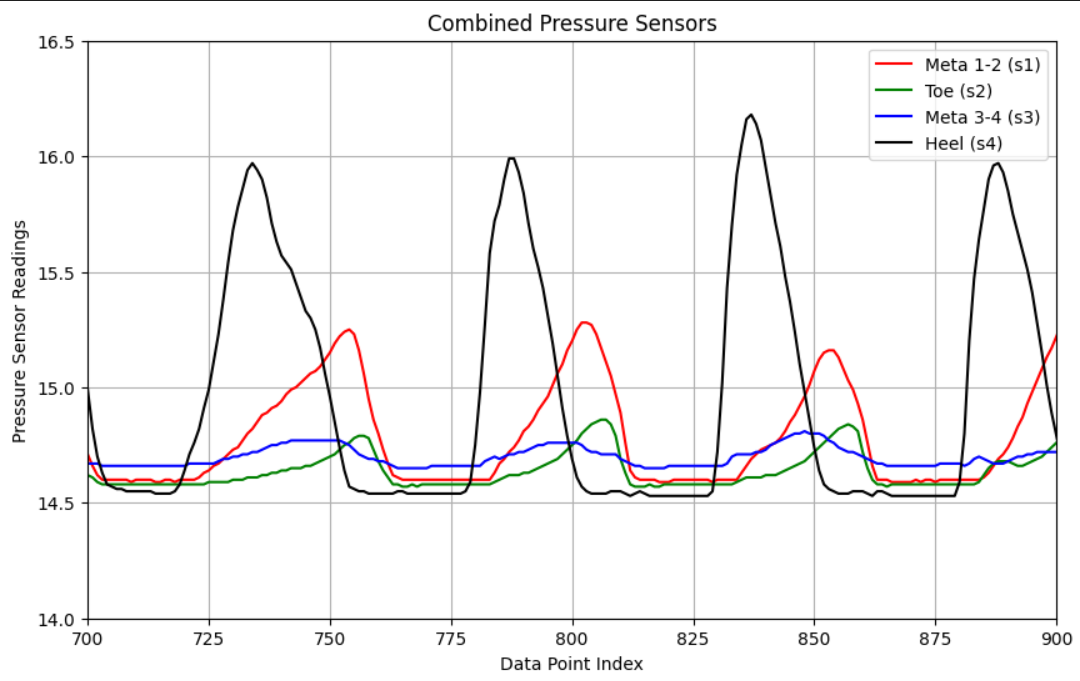 Combined Pressure Sensors
16.5
16.0
15.5
15.0
14.5
14.0
Pressure Sensor Readings
Meta 1-2 (s1)
Toe (s2)
Meta 3-4 (s3)
Heel (s4)
700 725 750 775 800 825 850 875 900
Data Point Index